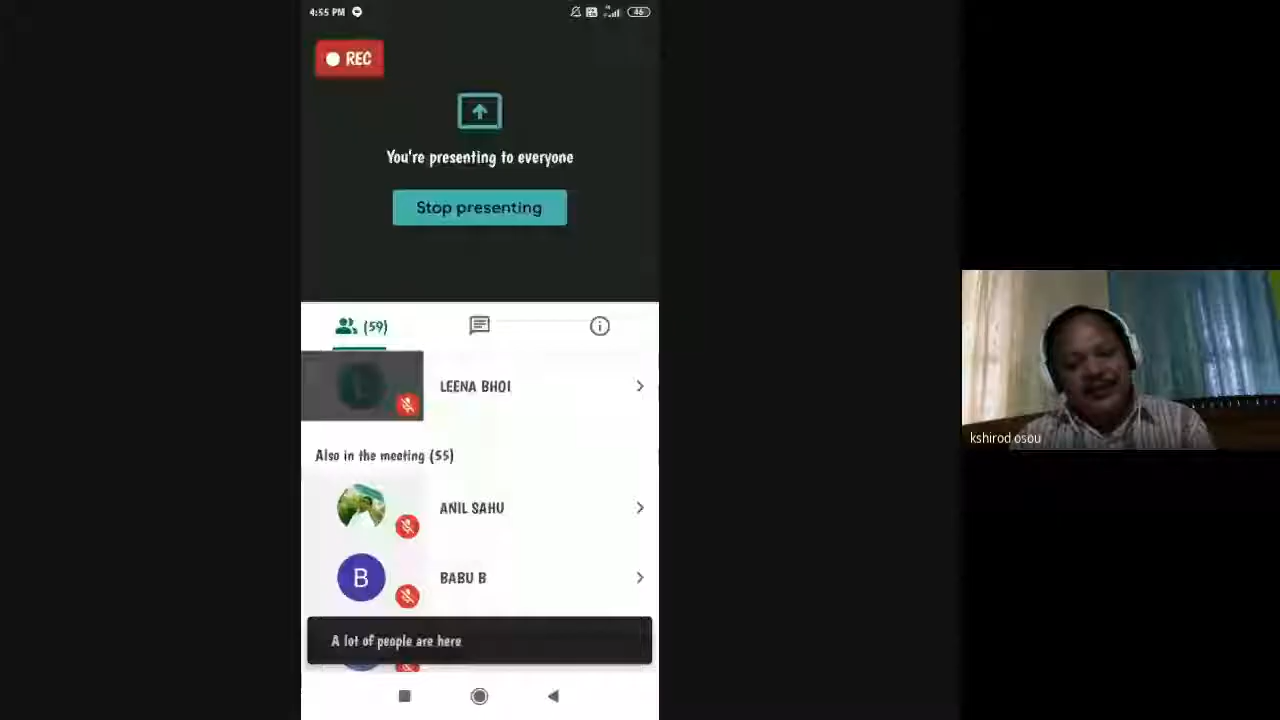 4:55 PM
46
REC
You're presenting to everyone
Stop presenting
(59)
LEENA BHOI
Also in the meeting (55)
ANIL SAHU
B
BABU B
A lot of people are here
kshirod osou